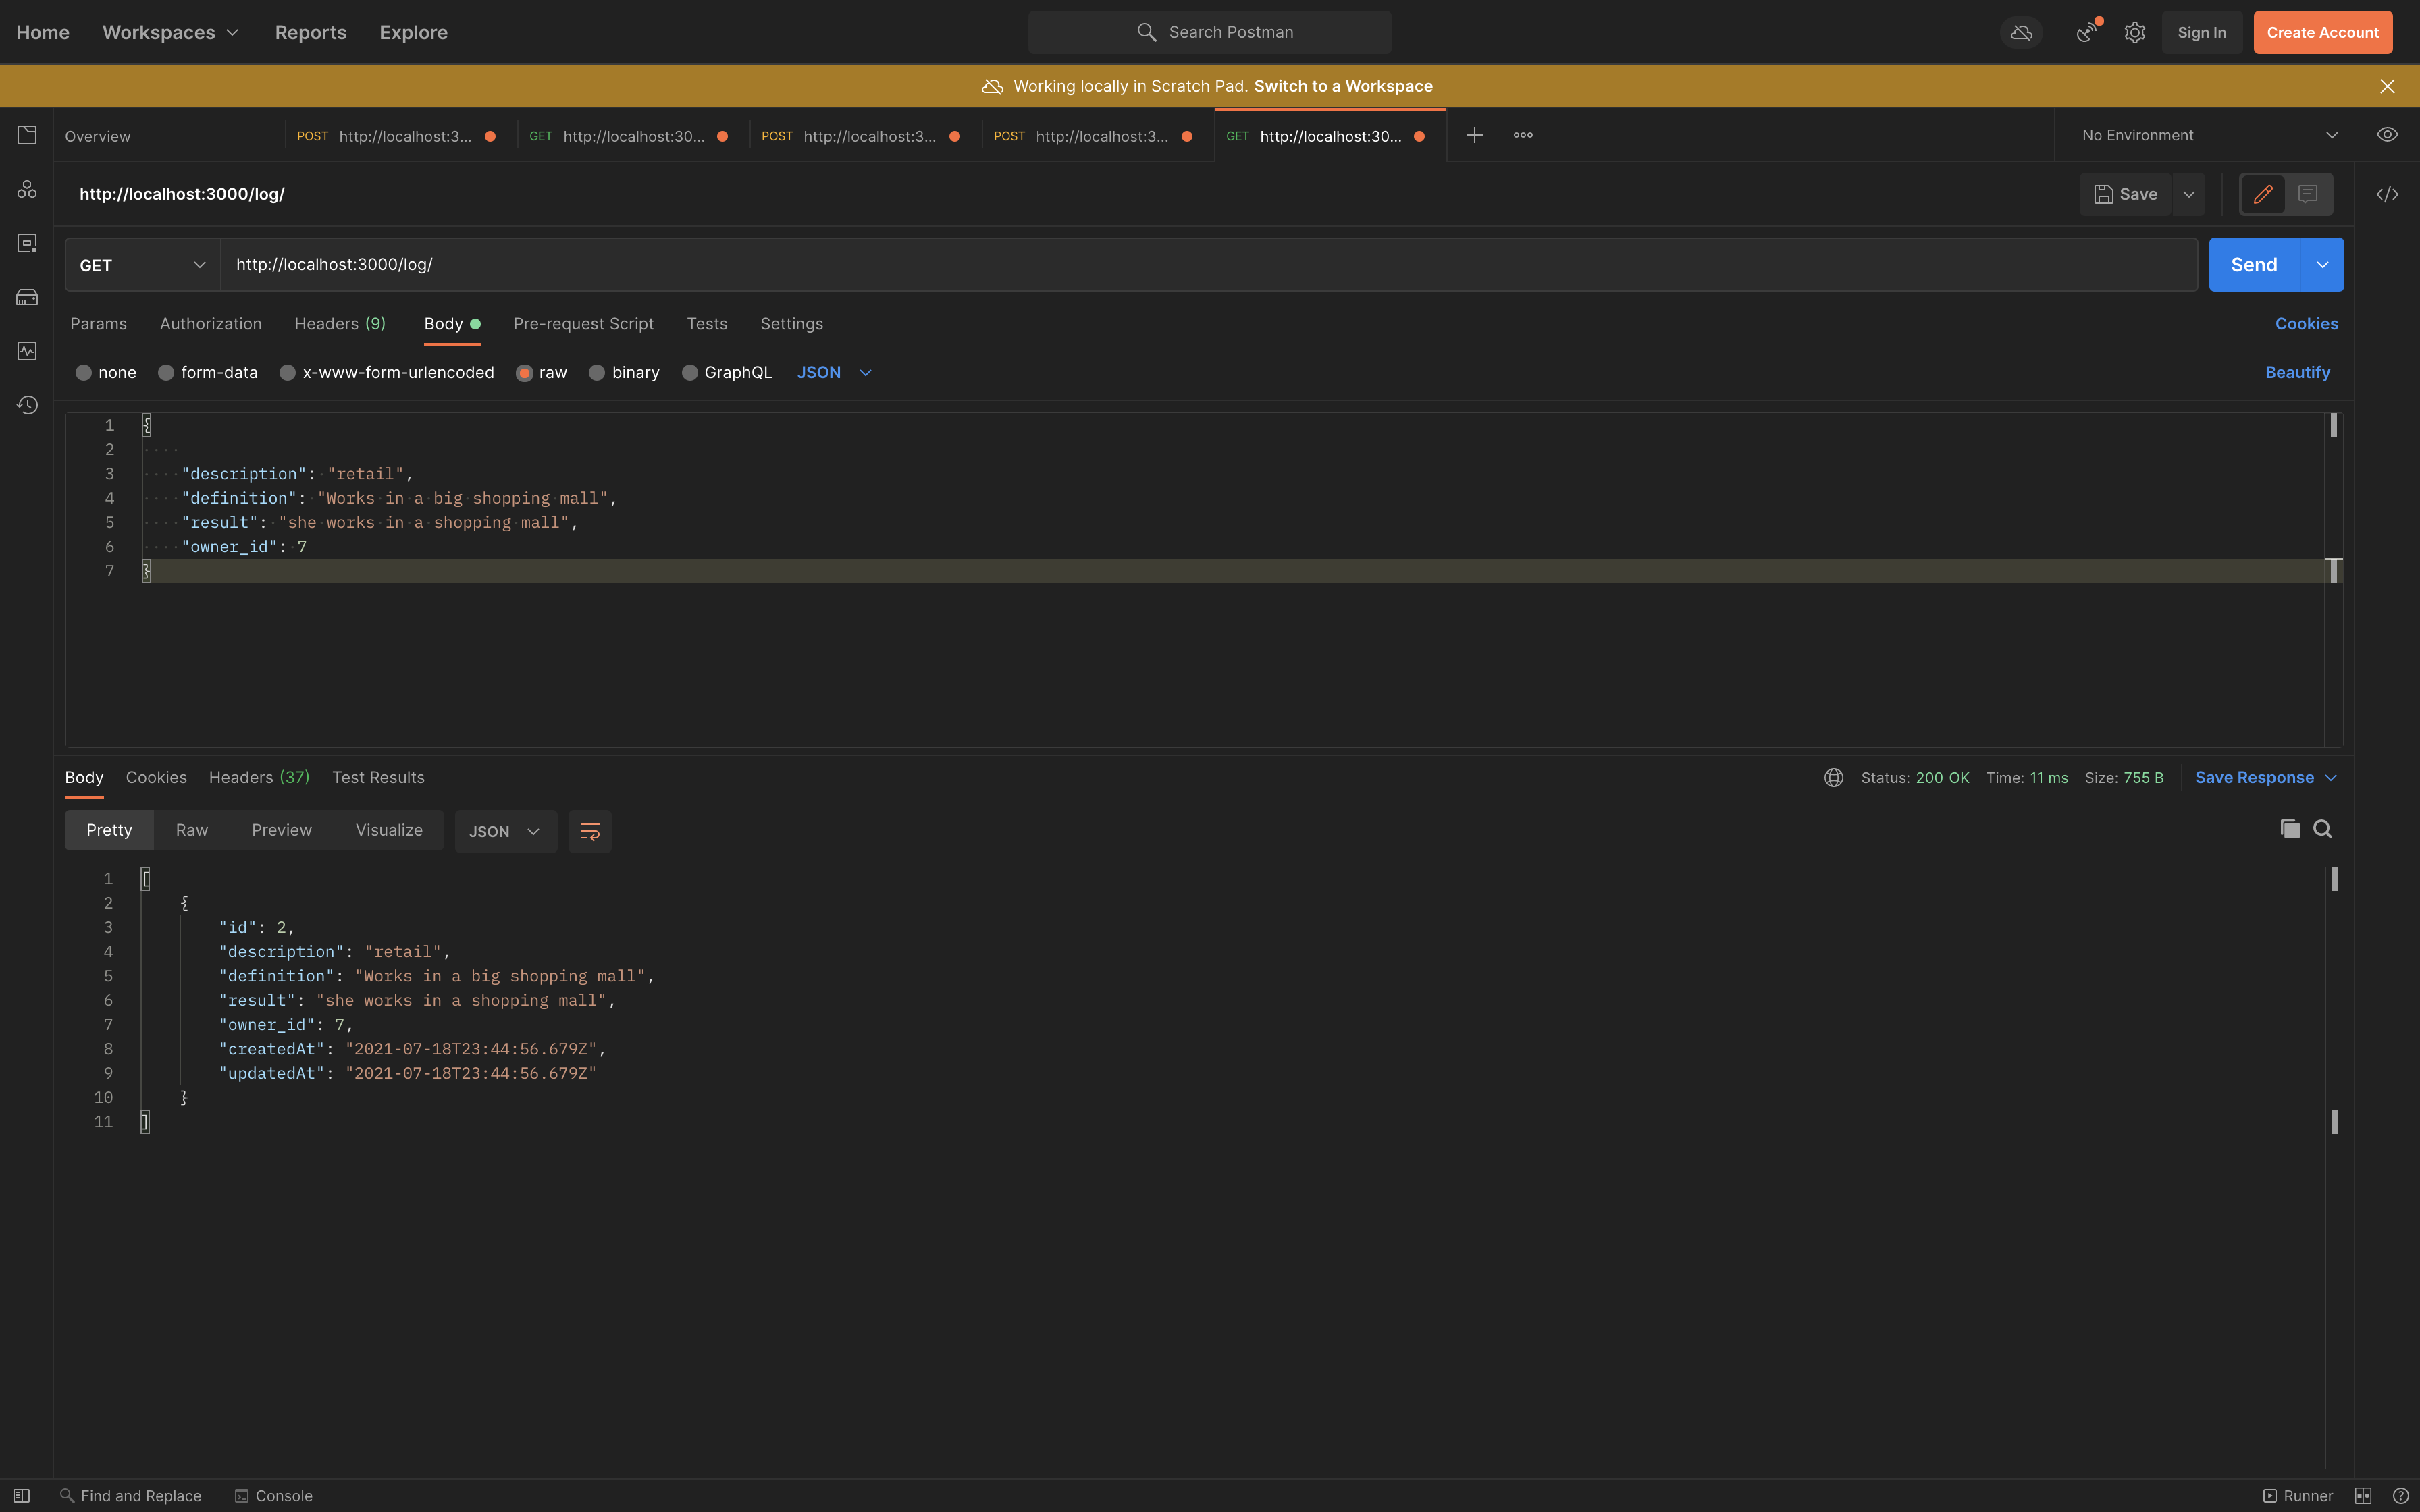 Home Workspaces Reports Explore Search Postman Sign In Create Account
Working locally in Scratch Pad. Switch to a Workspace
Overview POST http://localhost:3... GET http://localhost:30... POST http://localhost:3... POST http://localhost:3... GET http://localhost:30... No Environment
http://localhost:3000/log/ Save
GET http://localhost:3000/log/ Send
Params Authorization Headers (9) Body Pre-request Script Tests Settings Cookies
none form-data x-www-form-urlencoded raw binary GraphQL JSON Beautify
1 {
2
3 "description": "retail",
4 "definition": "Works in a big shopping mall",
5 "result": "she works in a shopping mall",
6 "owner_id": 7
7 }
Body Cookies Headers (37) Test Results Status: 200 OK Time: 11 ms Size: 755 B Save Response
Pretty Raw Preview Visualize JSON
1 [
2 {
3 "id": 2,
4 "description": "retail",
5 "definition": "Works in a big shopping mall",
6 "result": "she works in a shopping mall",
7 "owner_id": 7,
8 "createdAt": "2021-07-18T23:44:56.679Z",
9 "updatedAt": "2021-07-18T23:44:56.679Z"
10 }
11 ]
Find and Replace Console Runner